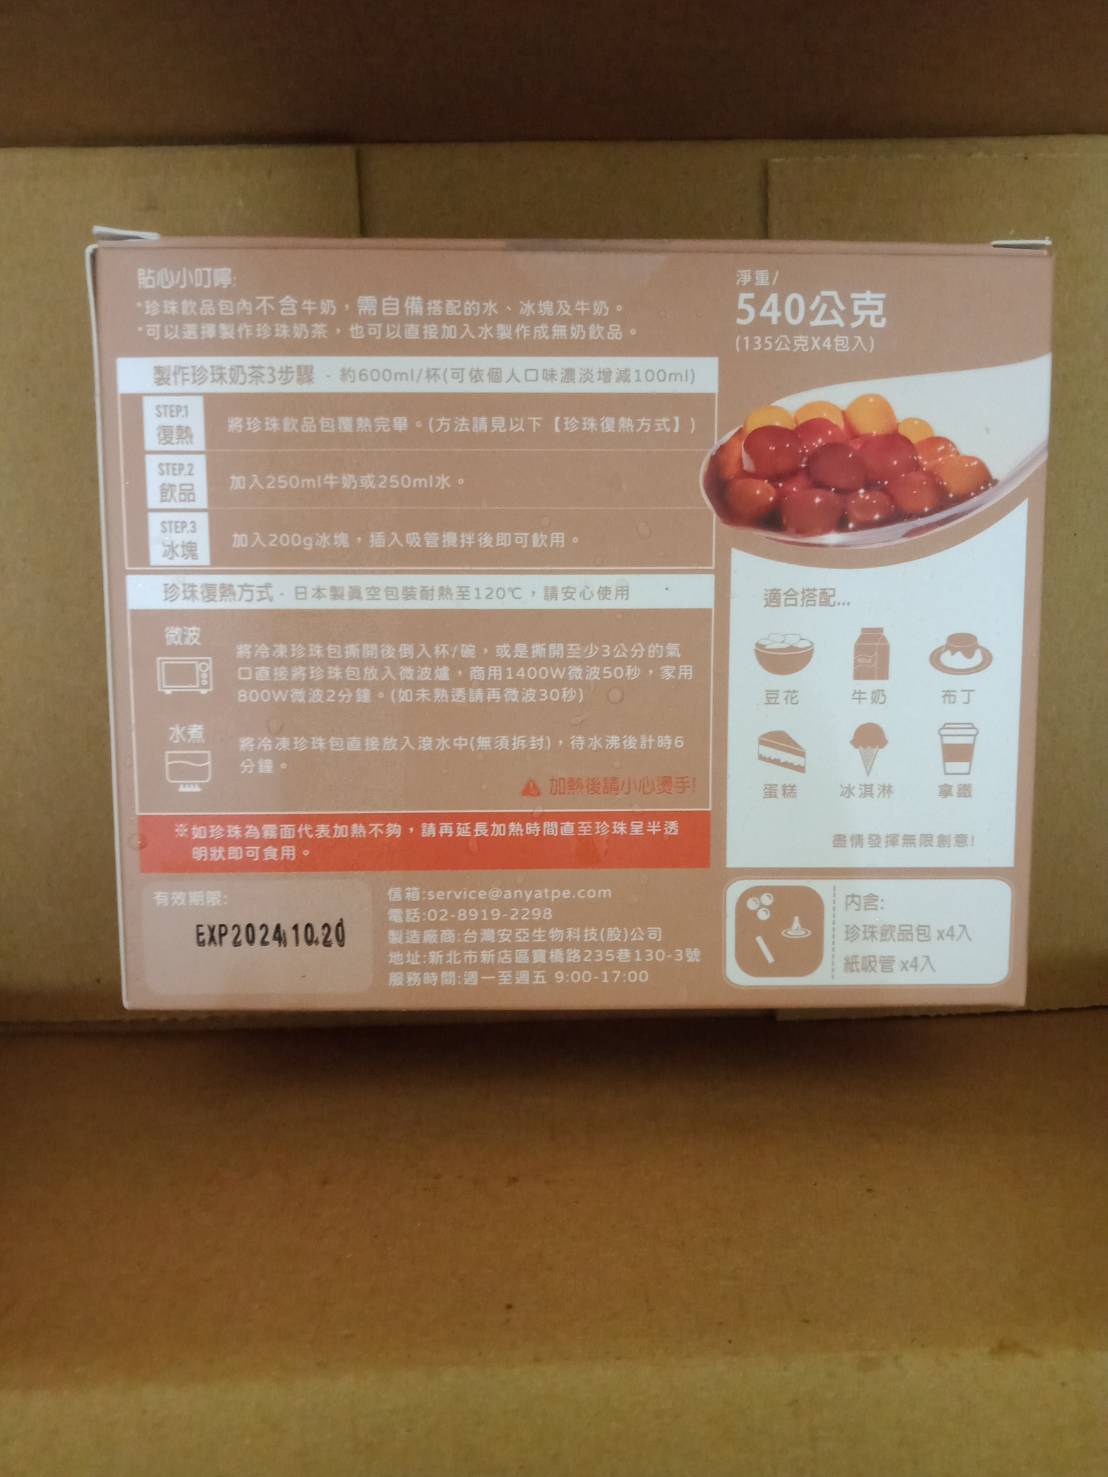 貼心小叮嚀:
*珍珠飲品包內不含牛奶，需自備搭配的水、冰塊及牛奶。
*可以選擇製作珍珠奶茶，也可以直接加入水製作成無奶飲品。
製作珍珠奶茶3步驟 - 約600ml/杯(可依個人口味濃淡增減100ml)
STEP.1
復熱
將珍珠飲品包覆熱完畢。(方法請見以下【珍珠復熱方式】)
STEP.2
飲品
加入250ml牛奶或250ml水。
STEP.3
冰塊
加入200g冰塊，插入吸管攪拌後即可飲用。
珍珠復熱方式 - 日本製真空包裝耐熱至120℃，請安心使用
微波
將冷凍珍珠包撕開後倒入杯/碗，或是撕開至少3公分的氣
口直接將珍珠包放入微波爐，商用1400W微波50秒，家用
800W微波2分鐘。(如未熟透請再微波30秒)
水煮
將冷凍珍珠包直接放入滾水中(無須拆封)，待水沸後計時6
分鐘。
加熱後請小心燙手!
※如珍珠為霧面代表加熱不夠，請再延長加熱時間直至珍珠呈半透
明狀即可食用。
有效期限:
EXP2024.10.20
信箱:service@anyatpe.com
電話:02-8919-2298
製造廠商:台灣安亞生物科技(股)公司
地址:新北市新店區寶橋路235巷130-3號
服務時間:週一至週五 9:00-17:00
淨重/
540公克
(135公克X4包入)
適合搭配...
MILK
豆花
牛奶
布丁
蛋糕
冰淇淋
拿鐵
盡情發揮無限創意!
內含:
珍珠飲品包 x4入
紙吸管 x4入